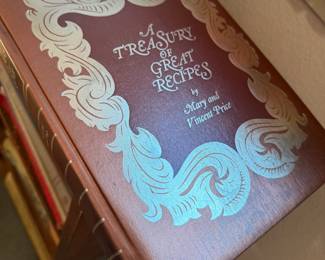 A
TREASURY
OF
GREAT
RECIPES
by
Mary and
Vincent Price